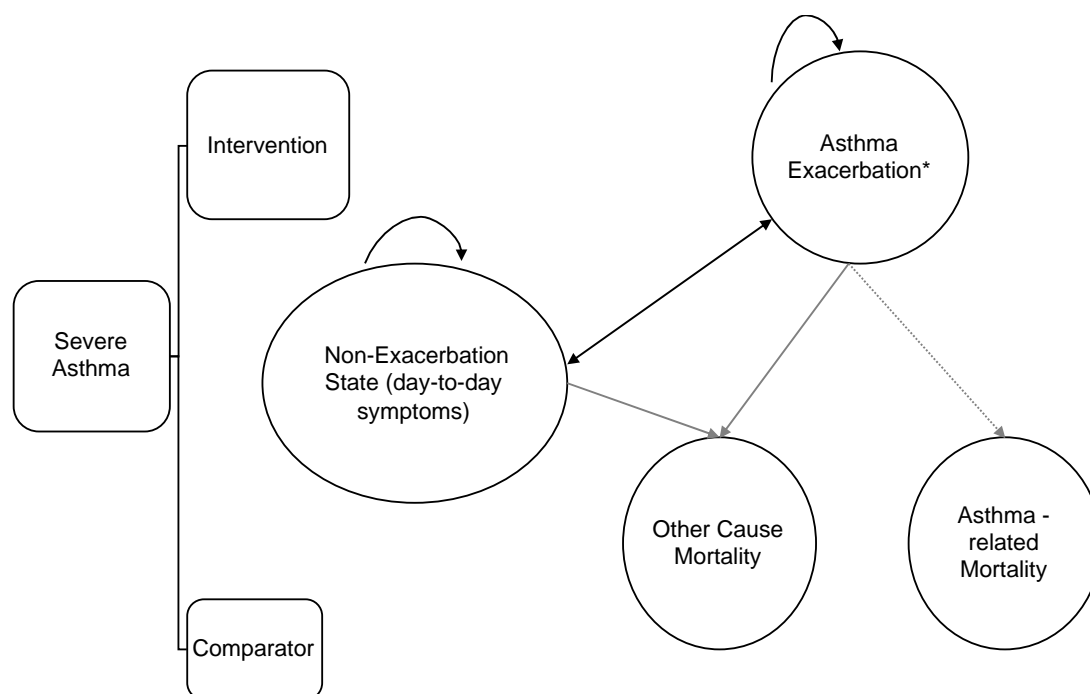 Intervention
Asthma
Exacerbation*
Severe
Asthma
Non-Exacerbation
State (day-to-day
symptoms)
Other Cause
Mortality
Asthma -
related
Mortality
Comparator